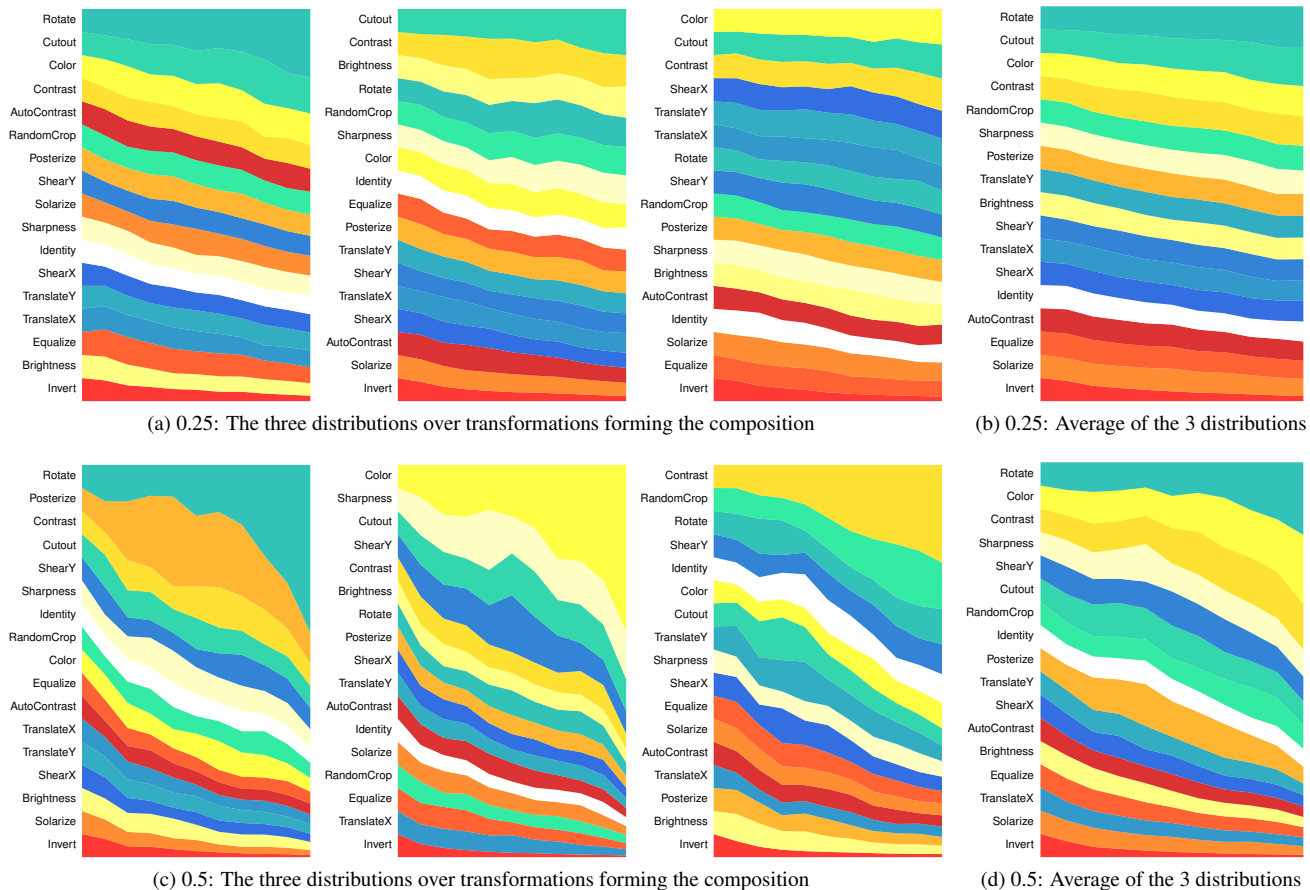 Rotate
Cutout
Color
Contrast
AutoContrast
RandomCrop
Posterize
ShearY
Solarize
Sharpness
Identity
ShearX
TranslateY
TranslateX
Equalize
Brightness
Invert
Cutout
Contrast
Brightness
Rotate
RandomCrop
Sharpness
Color
Identity
Equalize
Posterize
TranslateY
ShearY
TranslateX
ShearX
AutoContrast
Solarize
Invert
Color
Cutout
Contrast
ShearX
TranslateY
TranslateX
Rotate
ShearY
RandomCrop
Posterize
Sharpness
Brightness
AutoContrast
Identity
Solarize
Equalize
Invert
(a) 0.25: The three distributions over transformations forming the composition
Rotate
Cutout
Color
Contrast
RandomCrop
Sharpness
Posterize
TranslateY
Brightness
ShearY
TranslateX
ShearX
Identity
AutoContrast
Equalize
Solarize
Invert
(b) 0.25: Average of the 3 distributions
Rotate
Posterize
Contrast
Cutout
ShearY
Sharpness
Identity
RandomCrop
Color
Equalize
AutoContrast
TranslateX
TranslateY
ShearX
Brightness
Solarize
Invert
Color
Sharpness
Cutout
ShearY
Contrast
Brightness
Rotate
Posterize
ShearX
TranslateY
AutoContrast
Identity
Solarize
RandomCrop
Equalize
TranslateX
Invert
Contrast
RandomCrop
Rotate
ShearY
Identity
Color
Cutout
TranslateY
Sharpness
ShearX
Equalize
Solarize
AutoContrast
TranslateX
Posterize
Brightness
Invert
(c) 0.5: The three distributions over transformations forming the composition
Rotate
Color
Contrast
Sharpness
ShearY
Cutout
RandomCrop
Identity
Posterize
TranslateY
ShearX
AutoContrast
Brightness
Equalize
TranslateX
Solarize
Invert
(d) 0.5: Average of the 3 distributions